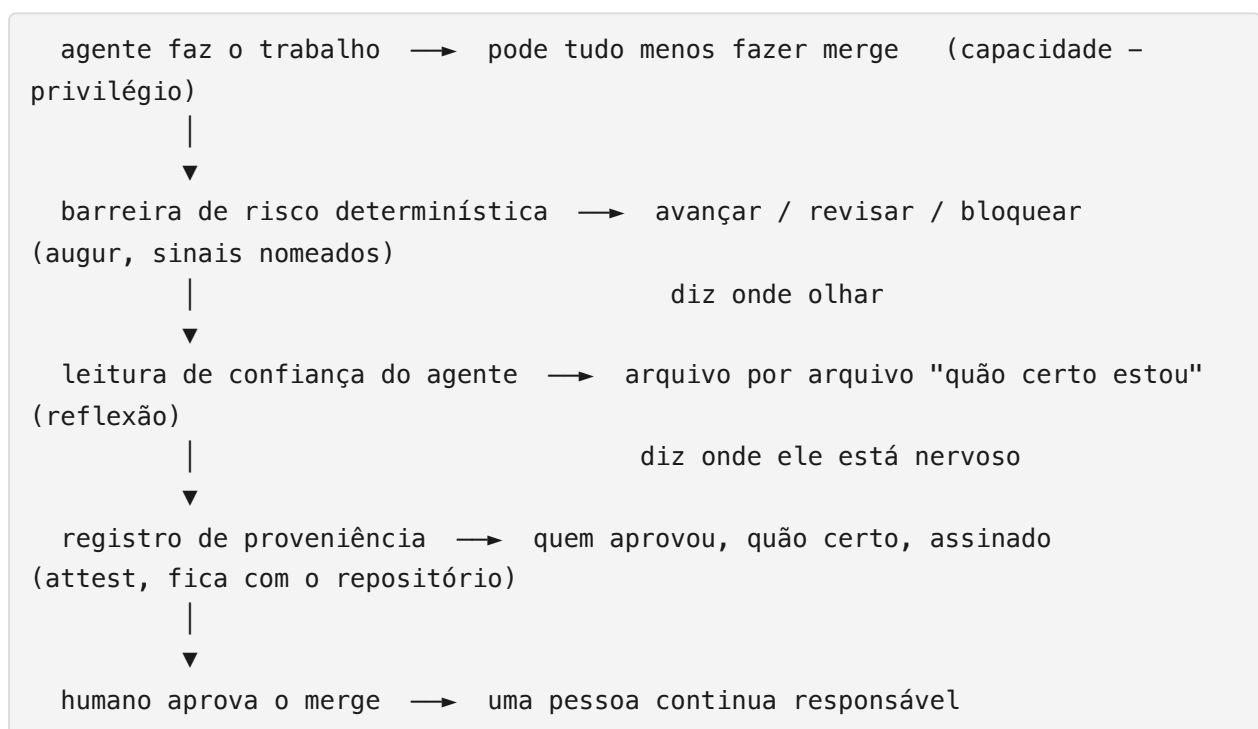 agente faz o trabalho ──► pode tudo menos fazer merge (capacidade −
privilégio)
│
▼
barreira de risco determinística ──► avançar / revisar / bloquear
(augur, sinais nomeados)
│ diz onde olhar
▼
leitura de confiança do agente ──► arquivo por arquivo "quão certo estou"
(reflexão)
│ diz onde ele está nervoso
▼
registro de proveniência ──► quem aprovou, quão certo, assinado
(attest, fica com o repositório)
│
▼
humano aprova o merge ──► uma pessoa continua responsável